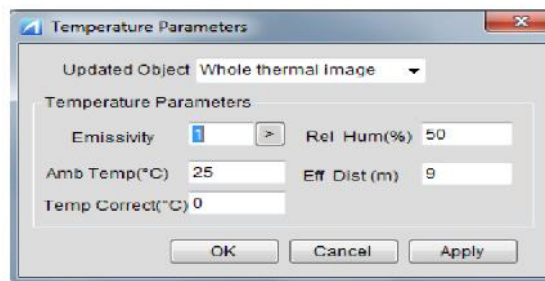 Temperature Parameters
Updated Object Whole thermal image
Temperature Parameters
Emissivity 1 > Rel Hum(%) 50
Amb Temp(°C) 25 Eff Dist (m) 9
Temp Correct(°C) 0
OK Cancel Apply